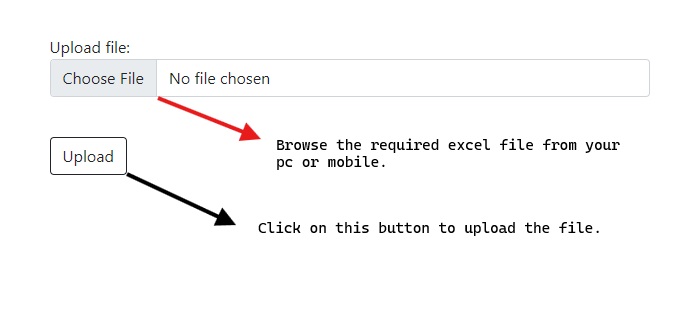 Upload file:
Choose File No file chosen
Browse the required excel file from your
pc or mobile.
Upload
Click on this button to upload the file.